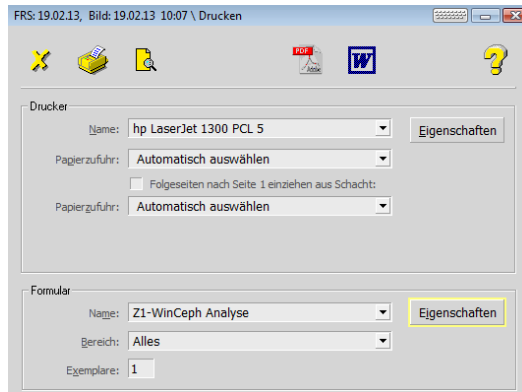 FRS: 19.02.13, Bild: 19.02.13 10:07 \ Drucken
PDF
Adobe
W
?
Drucker
Name: hp LaserJet 1300 PCL 5 Eigenschaften
Papierzufuhr: Automatisch auswählen
Folgeseiten nach Seite 1 einziehen aus Schacht:
Papierzufuhr: Automatisch auswählen
Formular
Name: Z1-WinCeph Analyse Eigenschaften
Bereich: Alles
Exemplare: 1